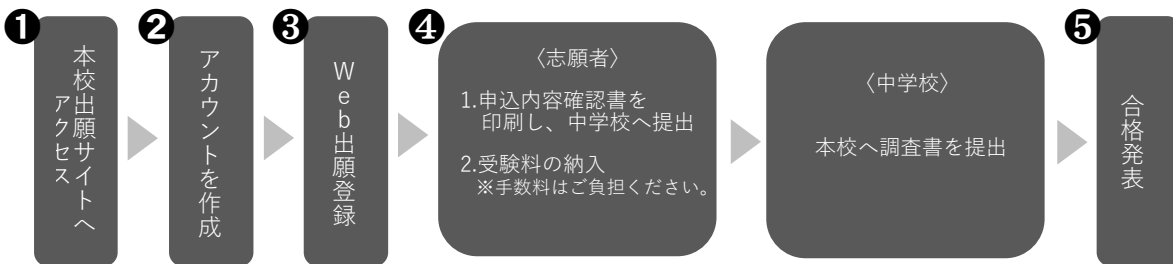 ❶
本校出願サイトへ
アクセス
❷
アカウントを作成
❸
Web出願登録
❹
〈志願者〉
1.申込内容確認書を
印刷し、中学校へ提出
2.受験料の納入
※手数料はご負担ください。
〈中学校〉
本校へ調査書を提出
❺
合格発表